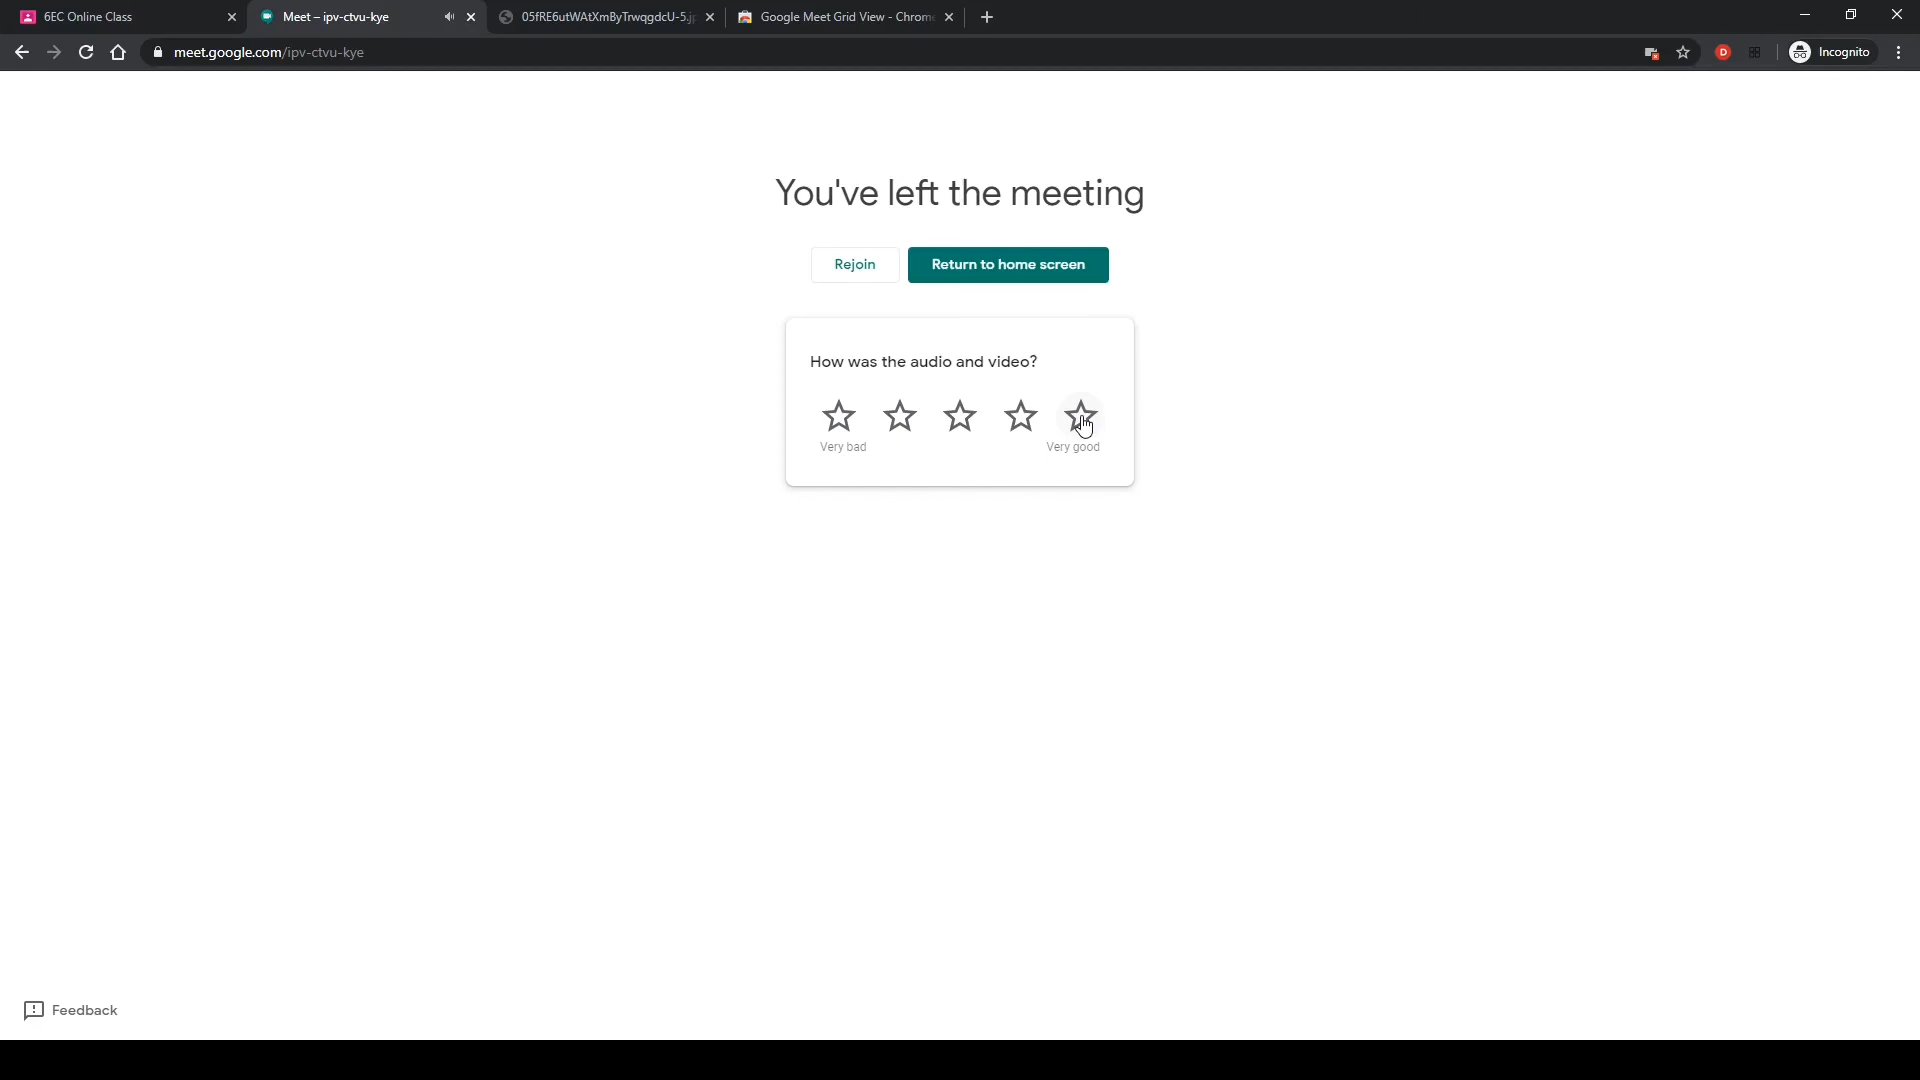 6EC Online Class
Meet – ipv-ctvu-kye
05fRE6utWAtXmByTrwqgdcU-5.j
Google Meet Grid View - Chrom
meet.google.com/ipv-ctvu-kye
D
Incognito
You've left the meeting
Rejoin
Return to home screen
How was the audio and video?
Very bad
Very good
Feedback